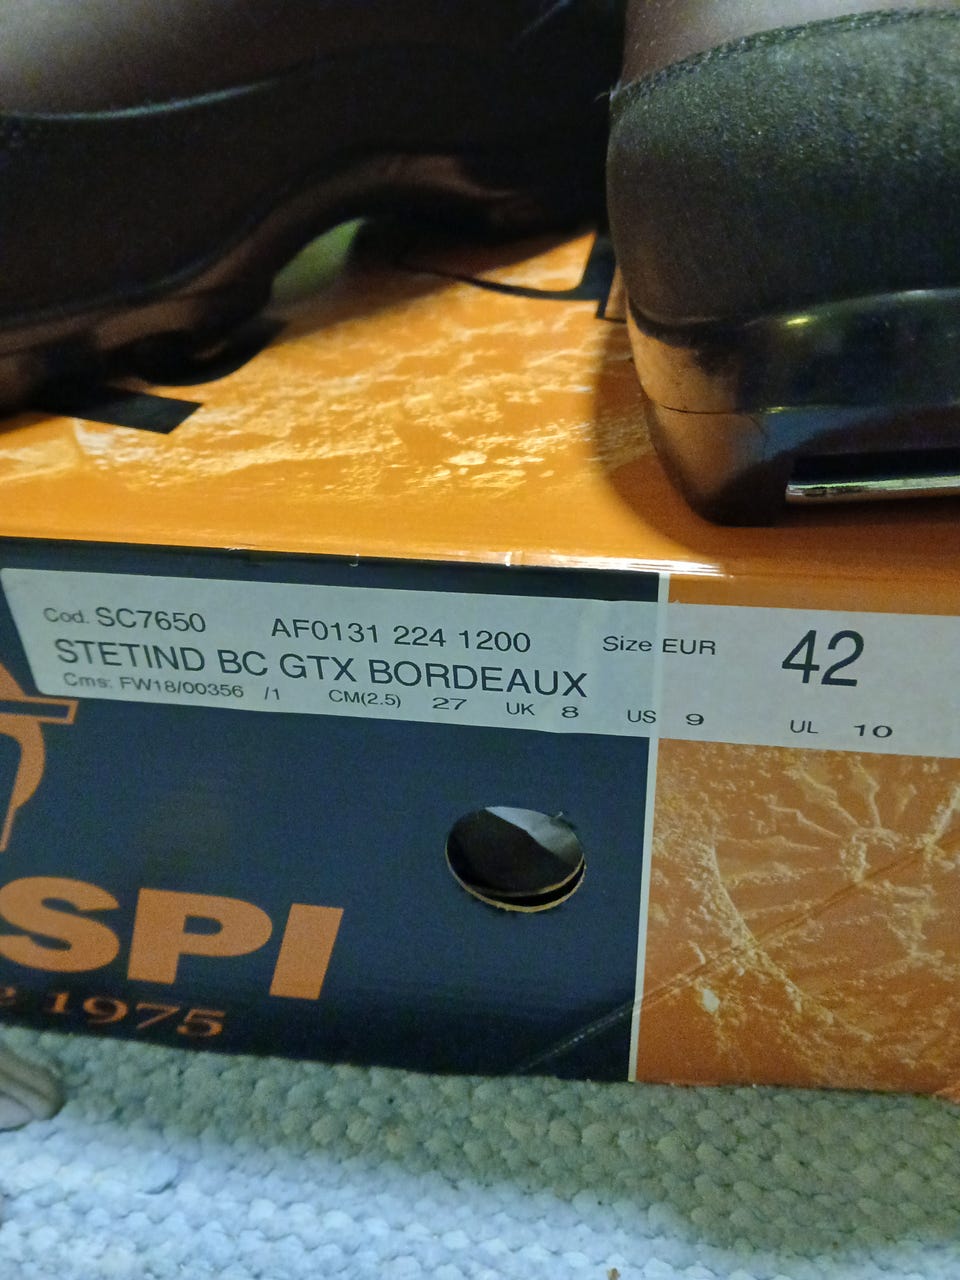 Cod. SC7650 AF0131 224 1200 Size EUR 42
STETIND BC GTX BORDEAUX
Cms: FW18/00356 /1 CM(2.5) 27 UK 8 US 9 UL 10
SPI
1975